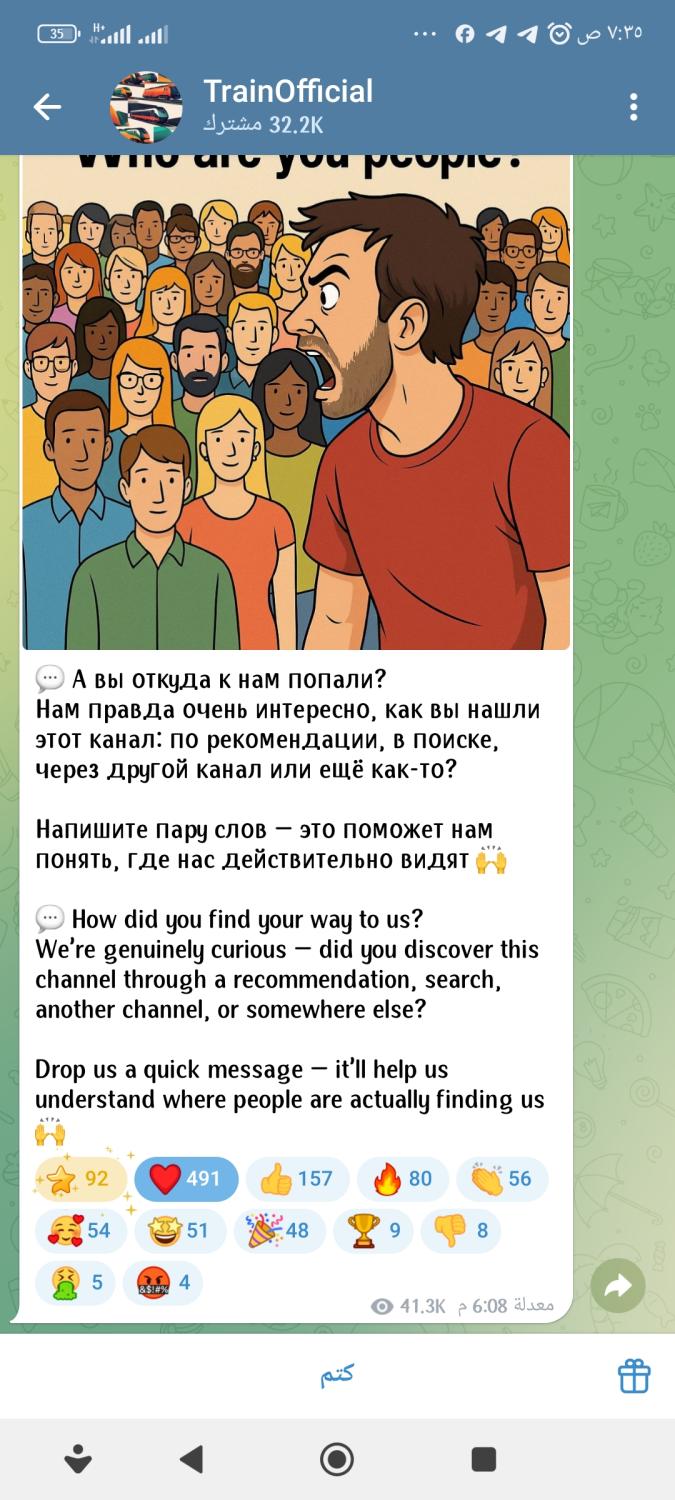 35
H+
٧:٣٥ ص
TrainOfficial
32.2K مشترك
Who are you people?
💬 А вы откуда к нам попали?
Нам правда очень интересно, как вы нашли
этот канал: по рекомендации, в поиске,
через другой канал или ещё как-то?
Напишите пару слов — это поможет нам
понять, где нас действительно видят 🙌
💬 How did you find your way to us?
We're genuinely curious — did you discover this
channel through a recommendation, search,
another channel, or somewhere else?
Drop us a quick message — it'll help us
understand where people are actually finding us
🙌
⭐ 92 ❤️ 491 👍 157 🔥 80 👏 56
🥰 54 🤩 51 🎉 48 🏆 9 👎 8
🤮 5 🤬 4
41.3K معدلة 6:08 م
كتم